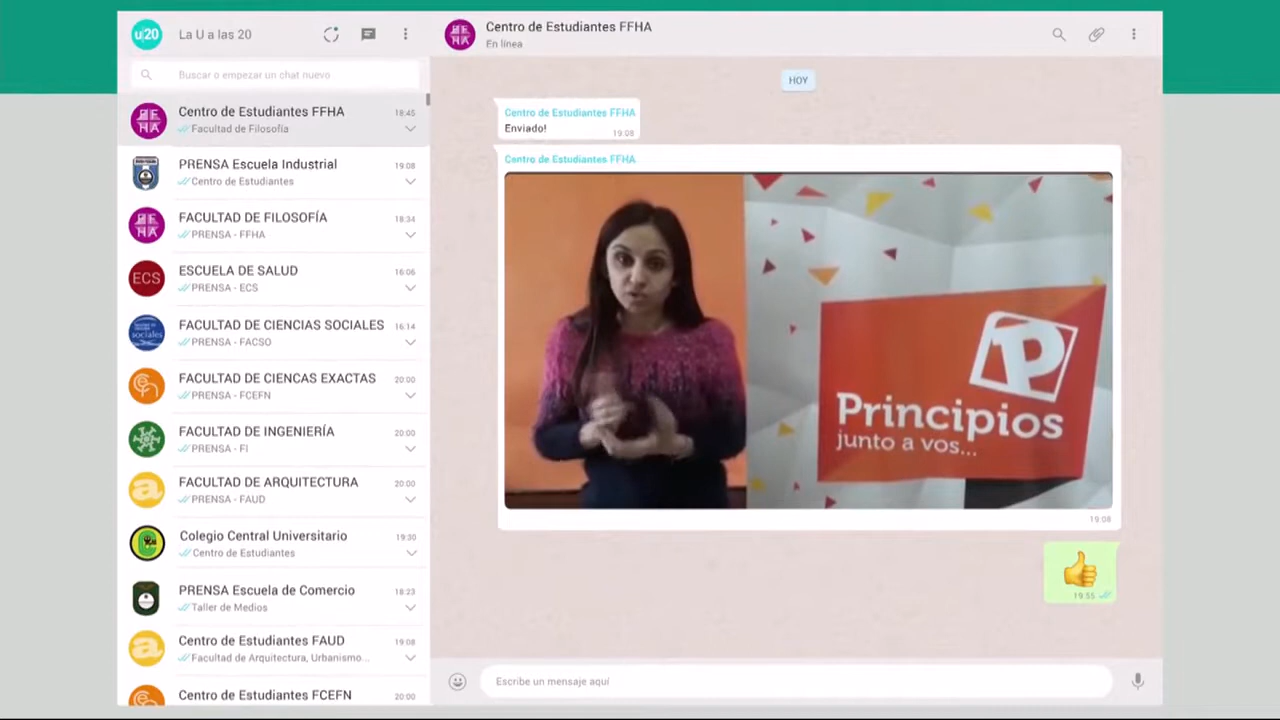 u20
La U a las 20
Buscar o empezar un chat nuevo
Centro de Estudiantes FFHA
18:45
Facultad de Filosofía
PRENSA Escuela Industrial
19:08
Centro de Estudiantes
FACULTAD DE FILOSOFÍA
18:34
PRENSA - FFHA
ECS
ESCUELA DE SALUD
16:06
PRENSA - ECS
sociales
FACULTAD DE CIENCIAS SOCIALES
16:14
PRENSA - FACSO
FACULTAD DE CIENCAS EXACTAS
20:00
PRENSA - FCEFN
FACULTAD DE INGENIERÍA
20:00
PRENSA - FI
FACULTAD DE ARQUITECTURA
20:00
PRENSA - FAUD
Colegio Central Universitario
19:30
Centro de Estudiantes
PRENSA Escuela de Comercio
18:23
Taller de Medios
Centro de Estudiantes FAUD
19:08
Facultad de Arquitectura, Urbanismo...
Centro de Estudiantes FCEFN
20:00
Centro de Estudiantes FFHA
En línea
HOY
Centro de Estudiantes FFHA
Enviado!
19:08
Centro de Estudiantes FFHA
P
Principios
junto a vos...
19:08
19:55
Escribe un mensaje aquí